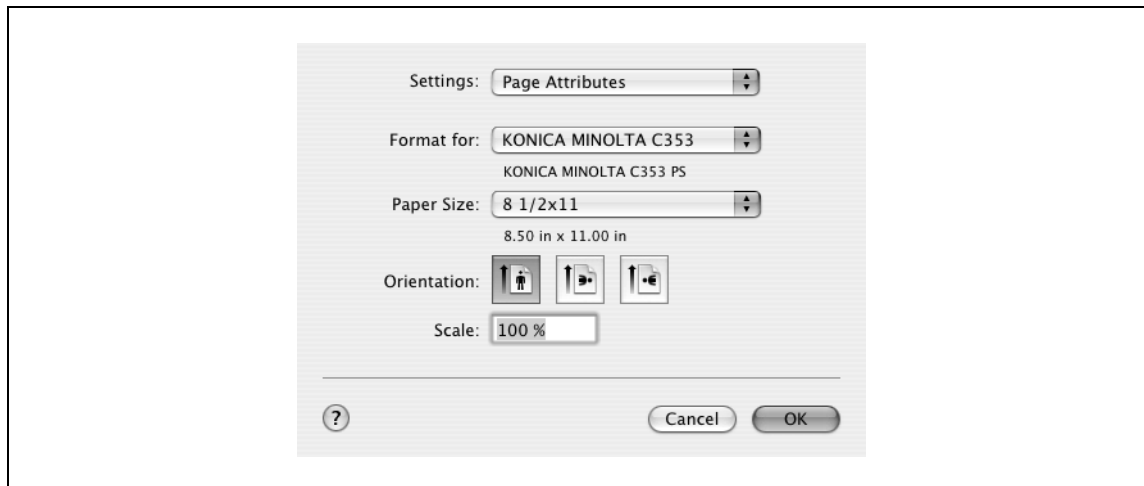 Settings: Page Attributes
Format for: KONICA MINOLTA C353
KONICA MINOLTA C353 PS
Paper Size: 8 1/2x11
8.50 in x 11.00 in
Orientation:
Scale: 100 %
? Cancel OK